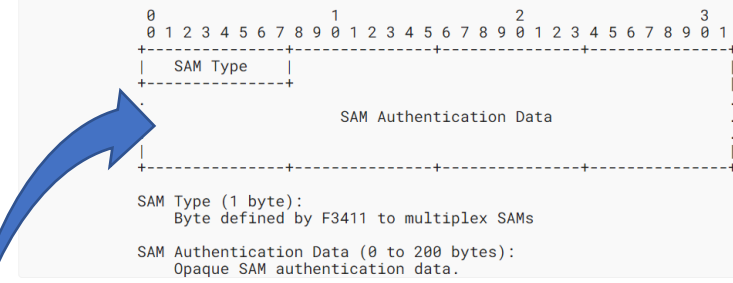 0 1 2 3
0 1 2 3 4 5 6 7 8 9 0 1 2 3 4 5 6 7 8 9 0 1 2 3 4 5 6 7 8 9 0 1
+---------------+---------------+---------------+---------------+
| SAM Type | |
+---------------+ |
. .
. SAM Authentication Data .
. .
| |
+---------------+---------------+---------------+---------------+
SAM Type (1 byte):
Byte defined by F3411 to multiplex SAMs
SAM Authentication Data (0 to 200 bytes):
Opaque SAM authentication data.